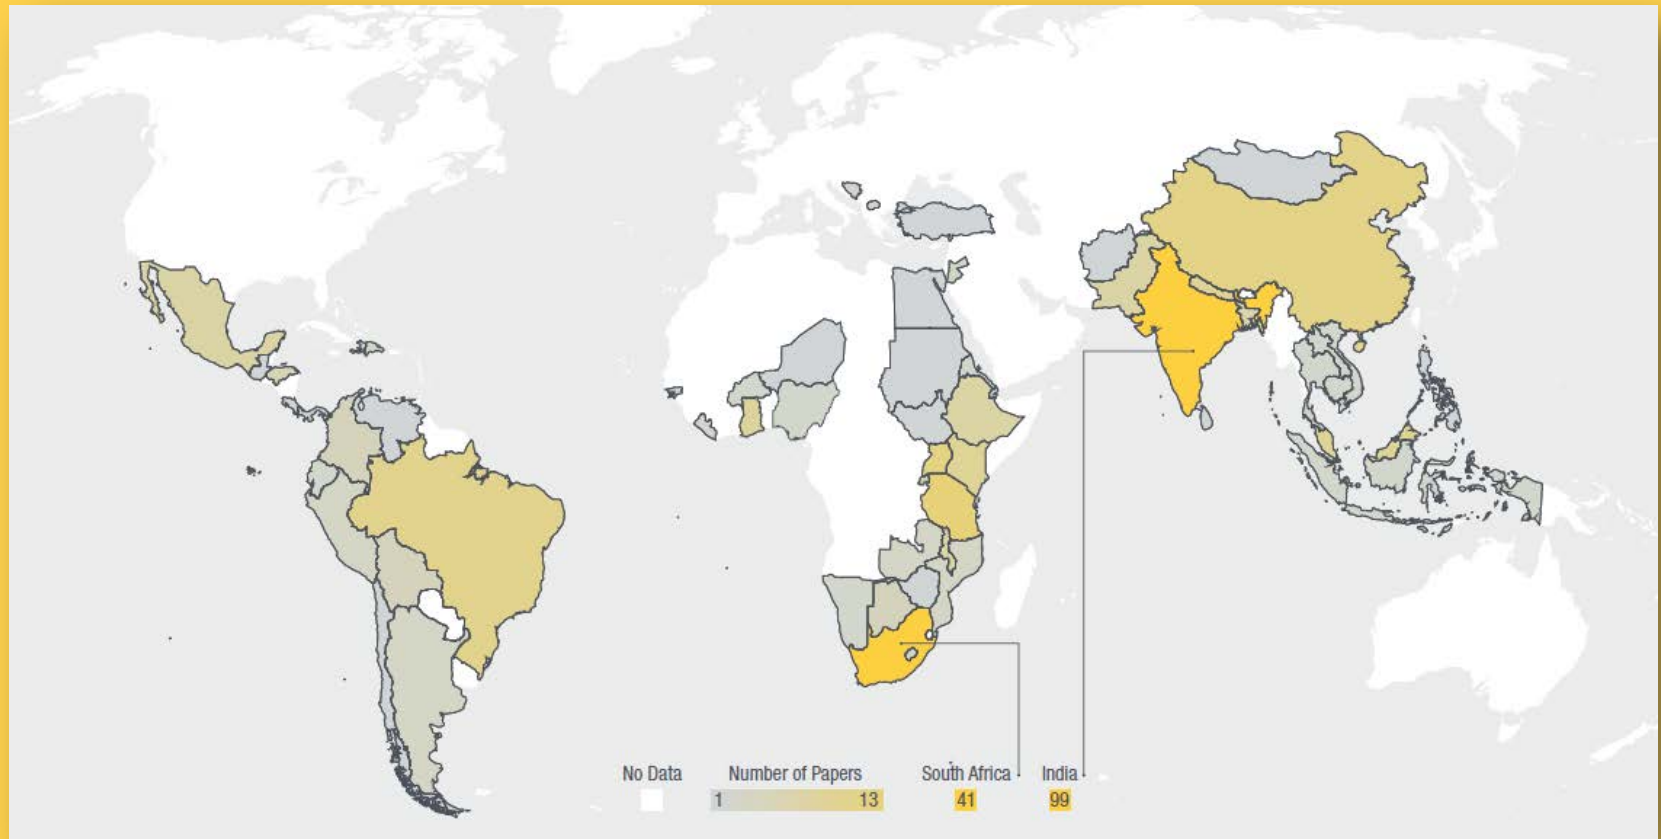 No Data
Number of Papers
South Africa
India
1
13
41
99